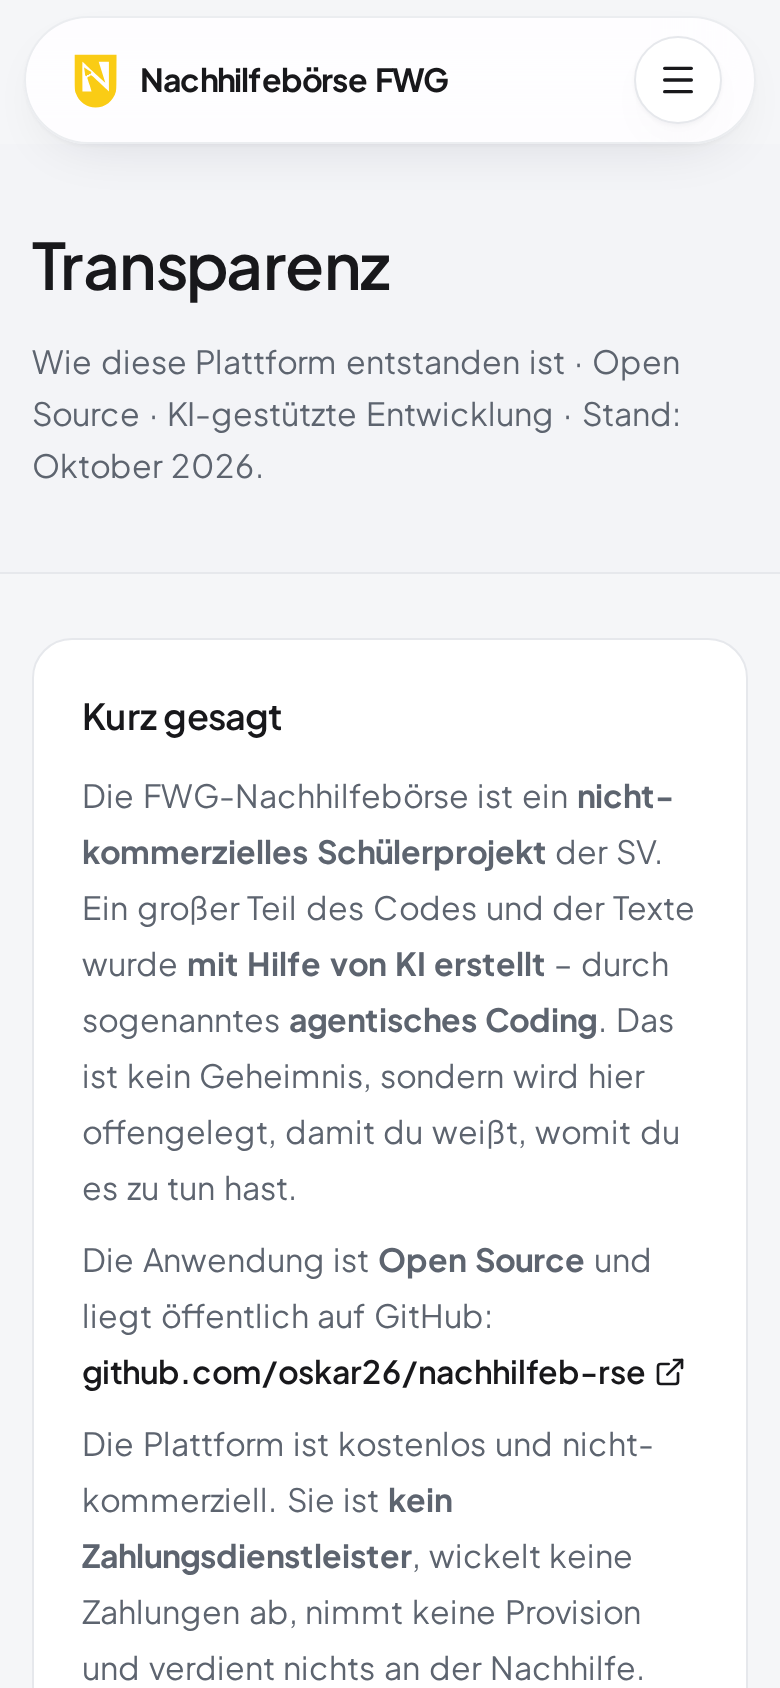 Nachhilfebörse FWG
Transparenz
Wie diese Plattform entstanden ist · Open
Source · KI-gestützte Entwicklung · Stand:
Oktober 2026.
Kurz gesagt
Die FWG-Nachhilfebörse ist ein nicht-
kommerzielles Schülerprojekt der SV.
Ein großer Teil des Codes und der Texte
wurde mit Hilfe von KI erstellt – durch
sogenanntes agentisches Coding. Das
ist kein Geheimnis, sondern wird hier
offengelegt, damit du weißt, womit du
es zu tun hast.
Die Anwendung ist Open Source und
liegt öffentlich auf GitHub:
github.com/oskar26/nachhilfeb-rse
Die Plattform ist kostenlos und nicht-
kommerziell. Sie ist kein
Zahlungsdienstleister, wickelt keine
Zahlungen ab, nimmt keine Provision
und verdient nichts an der Nachhilfe.